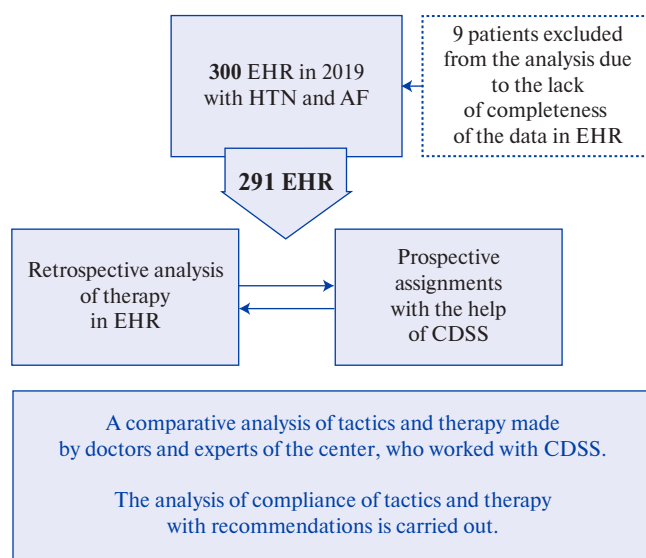 300 EHR in 2019
with HTN and AF
9 patients excluded
from the analysis due
to the lack
of completeness
of the data in EHR
291 EHR
Retrospective analysis
of therapy
in EHR
Prospective
assignments
with the help
of CDSS
A comparative analysis of tactics and therapy made
by doctors and experts of the center, who worked with CDSS.
The analysis of compliance of tactics and therapy
with recommendations is carried out.